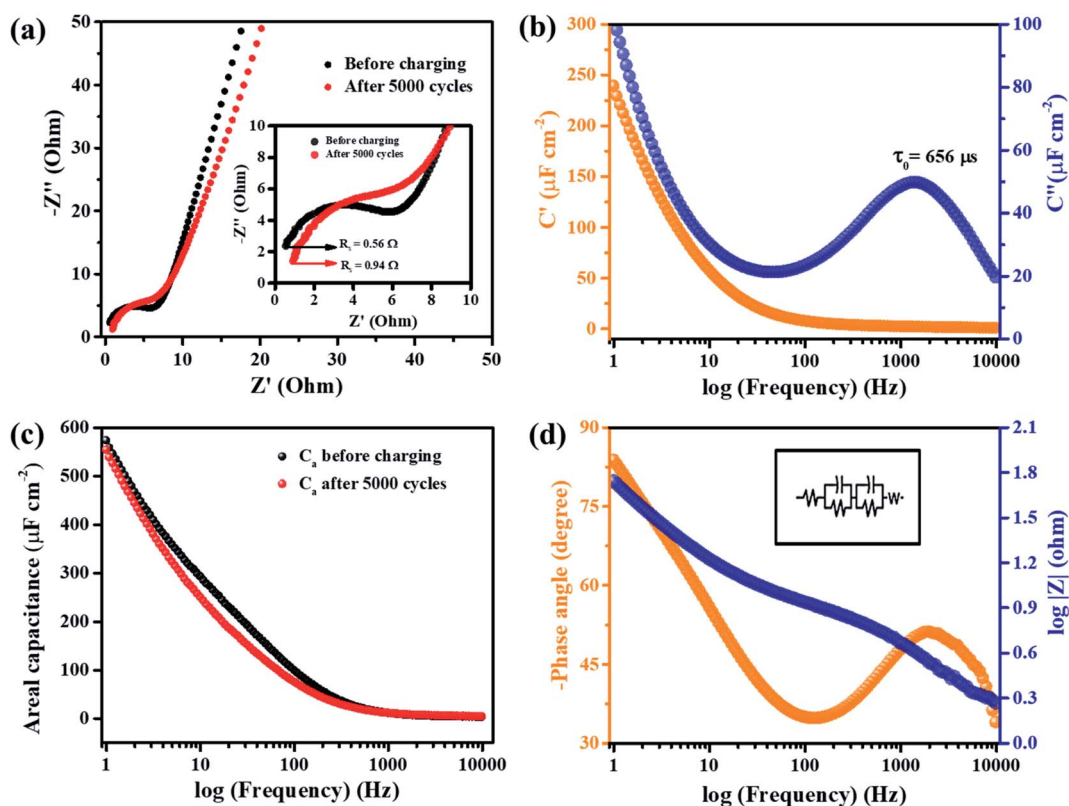 (a)
50
40
30
20
10
0
-Z'' (Ohm)
Before charging
After 5000 cycles
10
8
6
4
2
0
-Z'' (Ohm)
Before charging
After 5000 cycles
Rs = 0.56 Ω
Rs = 0.94 Ω
0 2 4 6 8 10
Z' (Ohm)
0 10 20 30 40 50
Z' (Ohm)
(b)
300
250
200
150
100
50
0
C' (µF cm-2)
τ0= 656 µs
100
80
60
40
20
0
C''(µF cm-2)
1 10 100 1000 10000
log (Frequency) (Hz)
(c)
600
500
400
300
200
100
0
Areal capacitance (µF cm-2)
Ca before charging
Ca after 5000 cycles
1 10 100 1000 10000
log (Frequency) (Hz)
(d)
90
75
60
45
30
-Phase angle (degree)
W
2.1
1.8
1.5
1.2
0.9
0.6
0.3
0.0
log |Z| (ohm)
1 10 100 1000 10000
log (Frequency) (Hz)